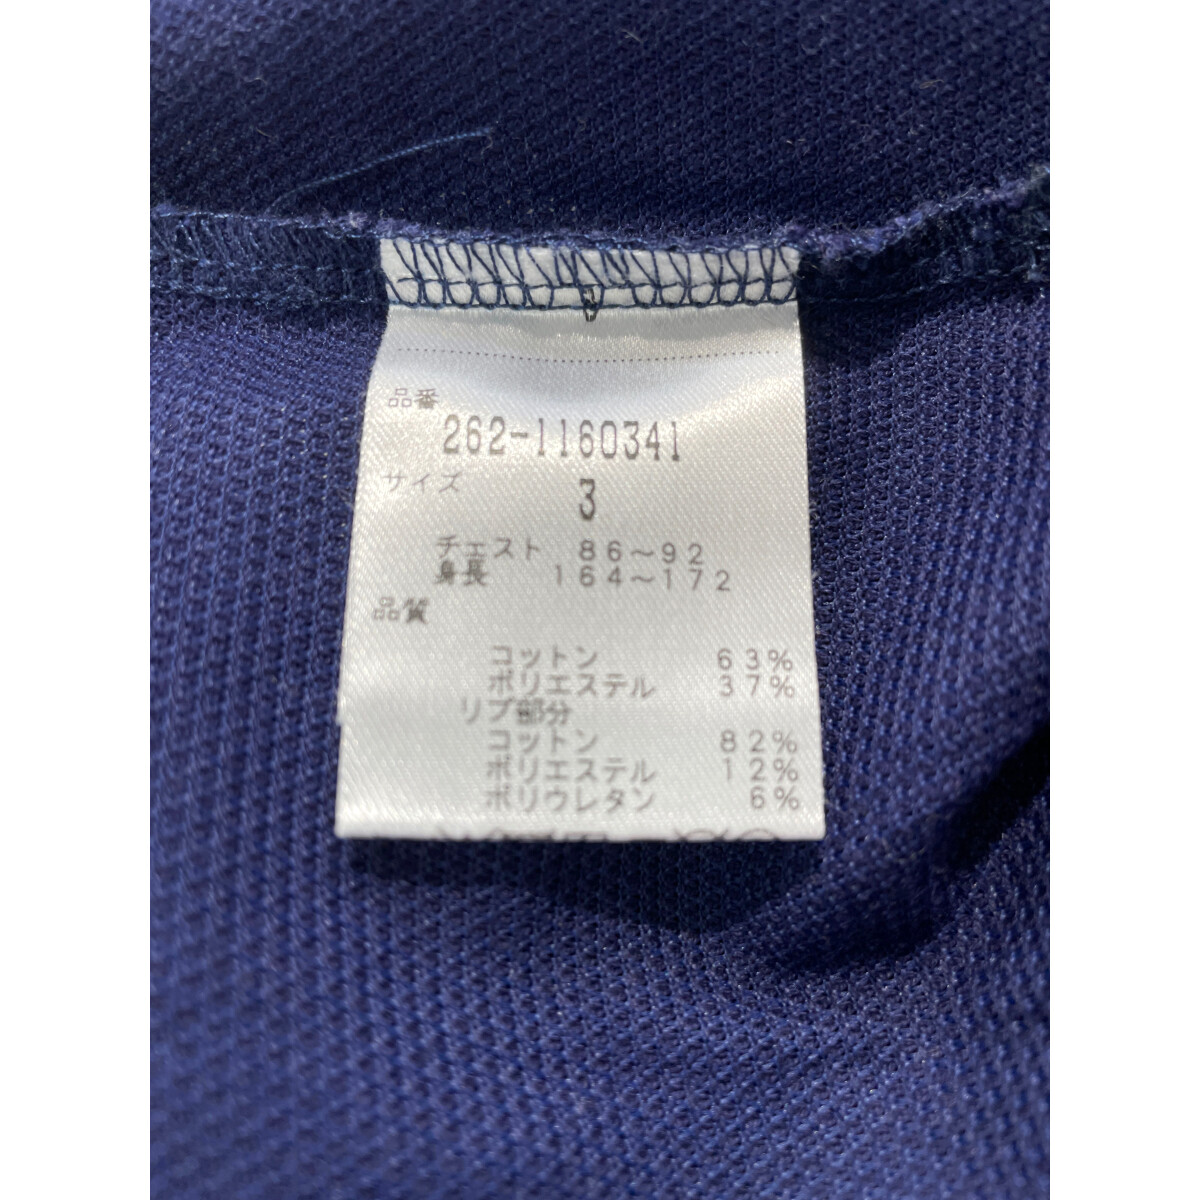 品番
262-1160341
サイズ
3
チェスト 86～92
身長 164～172
品質
コットン 63%
ポリエステル 37%
リブ部分
コットン 82%
ポリエステル 12%
ポリウレタン 6%